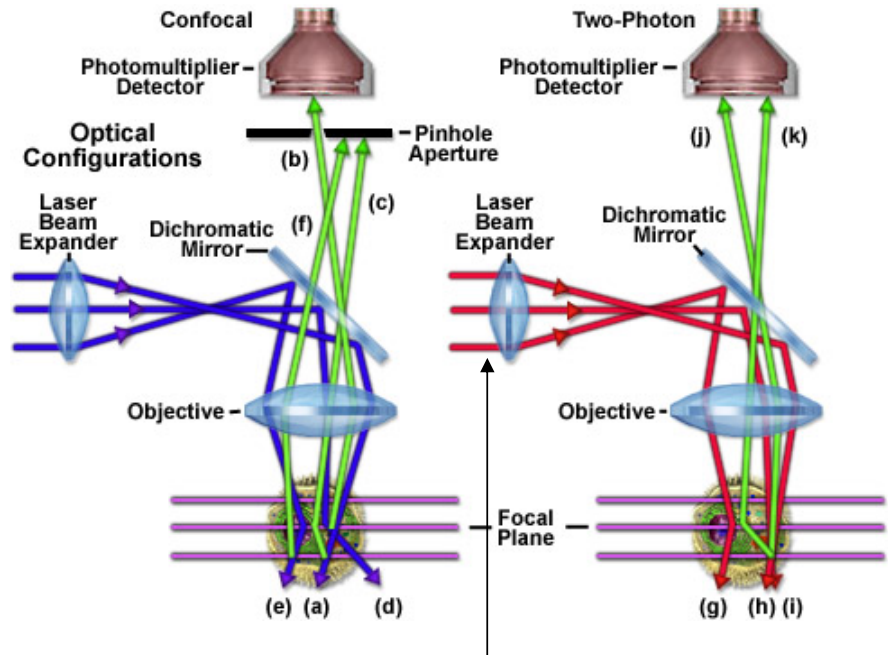 Confocal
Two-Photon
Photomultiplier
Detector
Photomultiplier
Detector
Optical
Configurations
(b)
Pinhole
Aperture
(j)
(k)
Laser
Beam
Expander
Dichromatic
Mirror
(f)
(c)
Laser
Beam
Expander
Dichromatic
Mirror
Objective
Objective
Focal
Plane
(e)
(a)
(d)
(g)
(h)
(i)